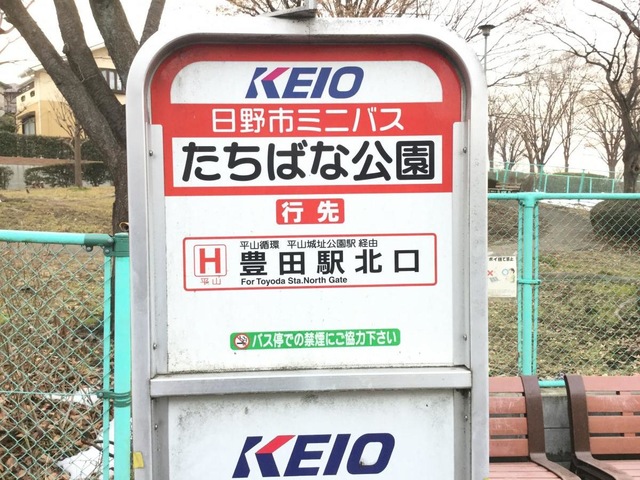 KEIO
日野市ミニバス
たちばな公園
行先
平山循環 平山城址公園駅 経由
H 豊田駅北口
平山 For Toyoda Sta.North Gate
バス停での禁煙にご協力下さい
KEIO